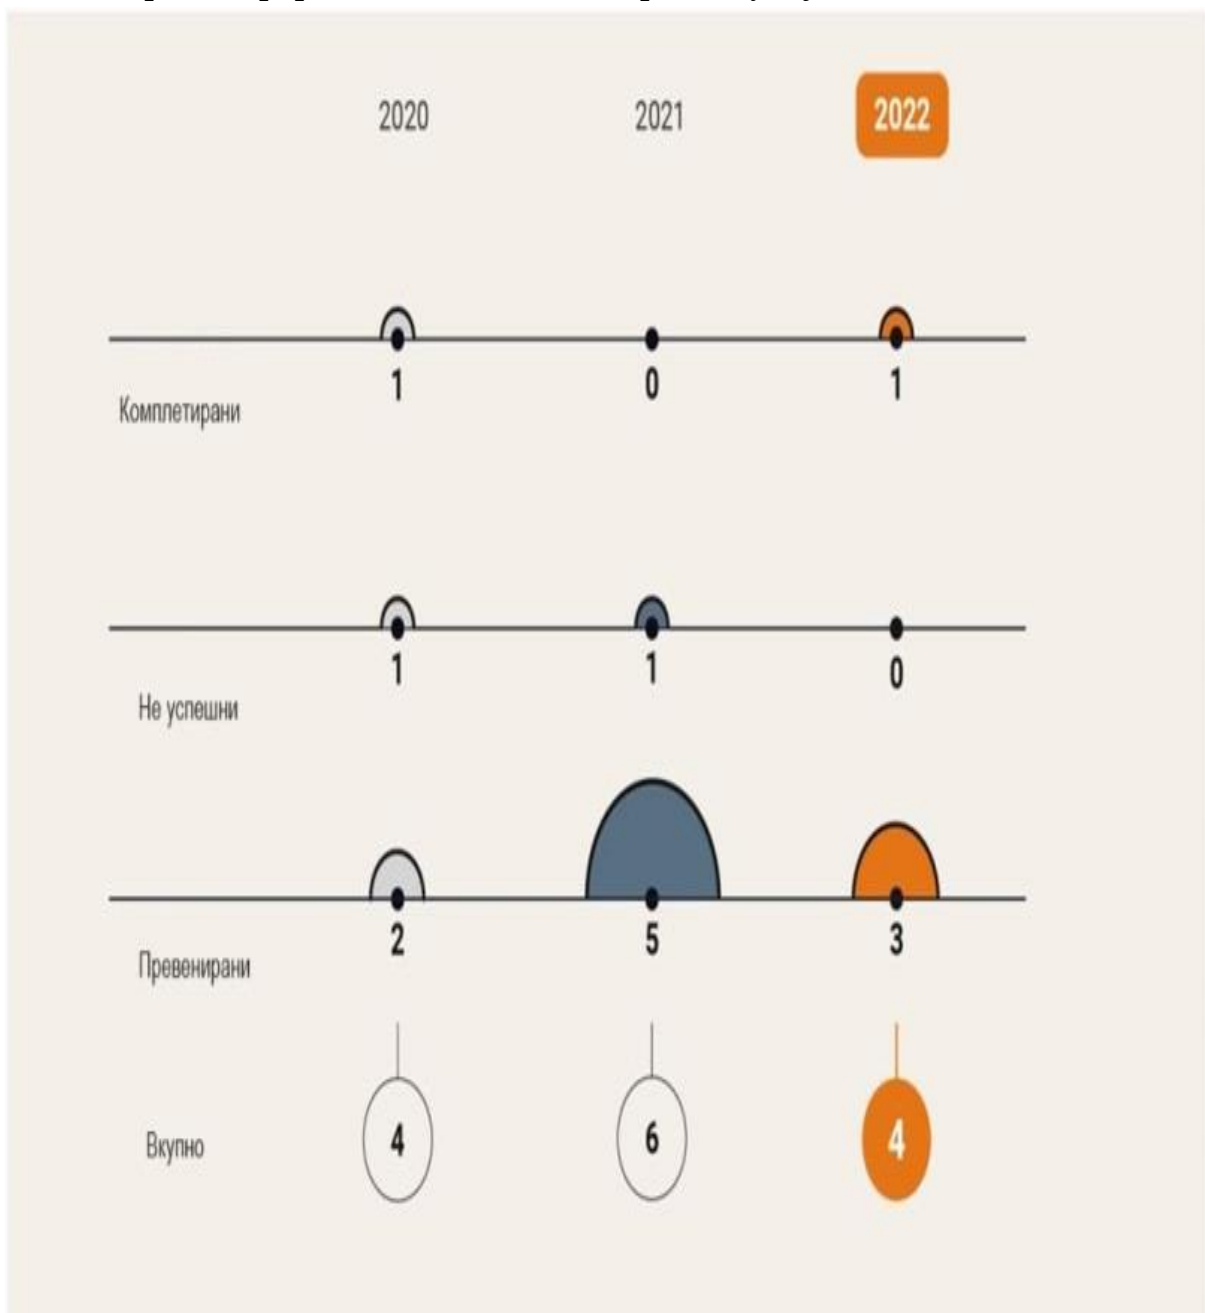 2020 2021 2022
1 0 1
Комплетирани
1 1 0
Не успешни
2 5 3
Превенирани
Вкупно 4 6 4